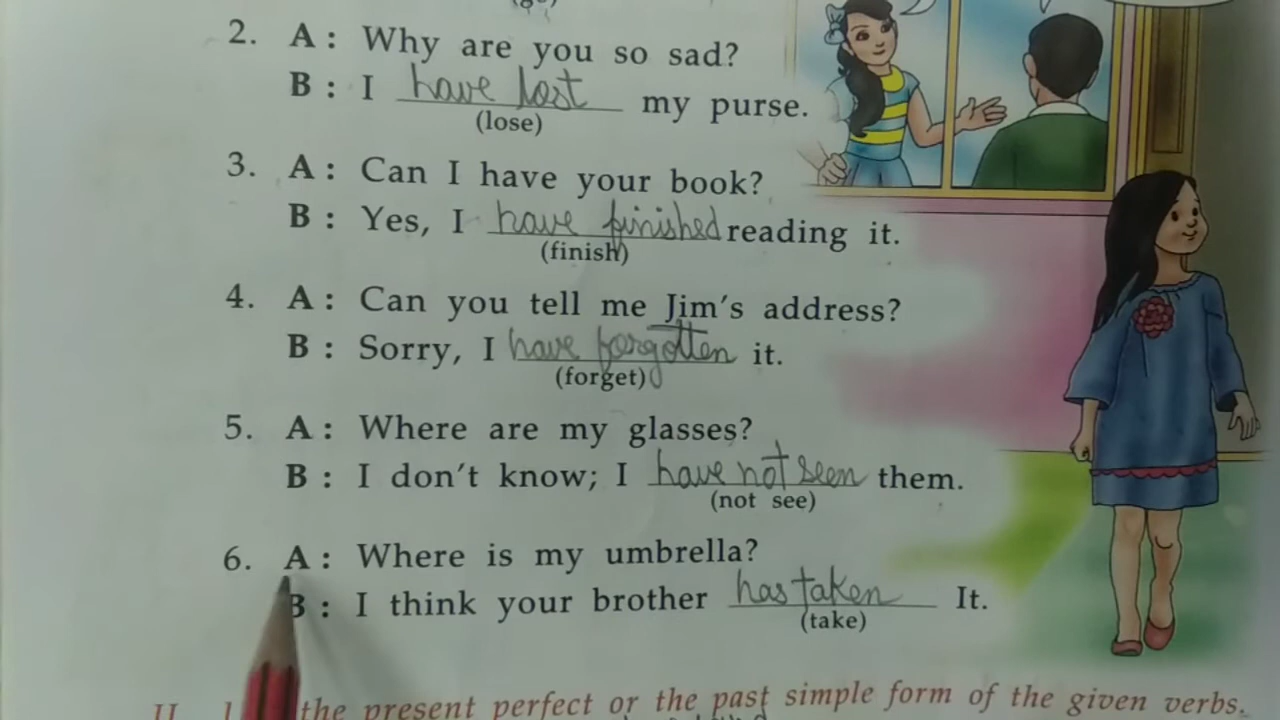 2. A : Why are you so sad?
B : I have lost my purse.
(lose)
3. A : Can I have your book?
B : Yes, I have finished reading it.
(finish)
4. A : Can you tell me Jim's address?
B : Sorry, I have forgotten it.
(forget)
5. A : Where are my glasses?
B : I don't know; I have not seen them.
(not see)
6. A : Where is my umbrella?
B : I think your brother has taken It.
(take)
II. the present perfect or the past simple form of the given verbs.